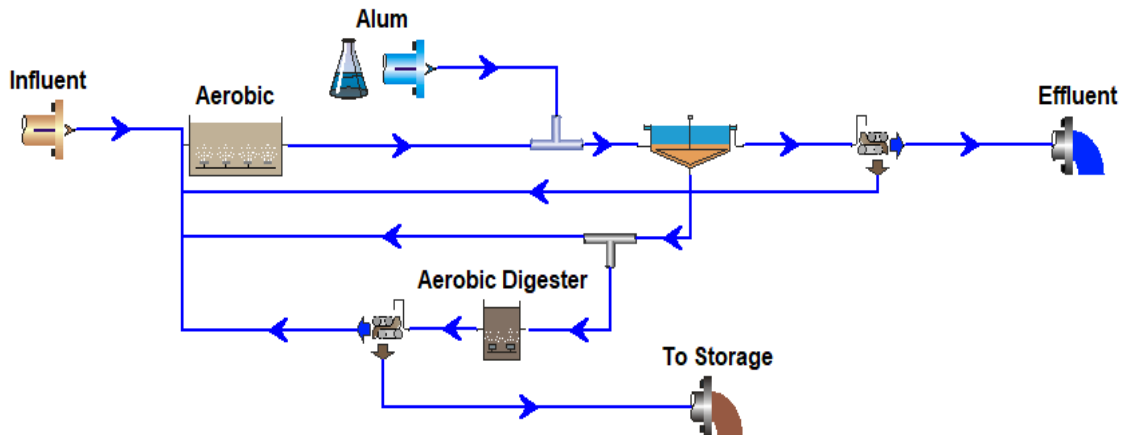 Alum
Influent
Aerobic
Effluent
Aerobic Digester
To Storage